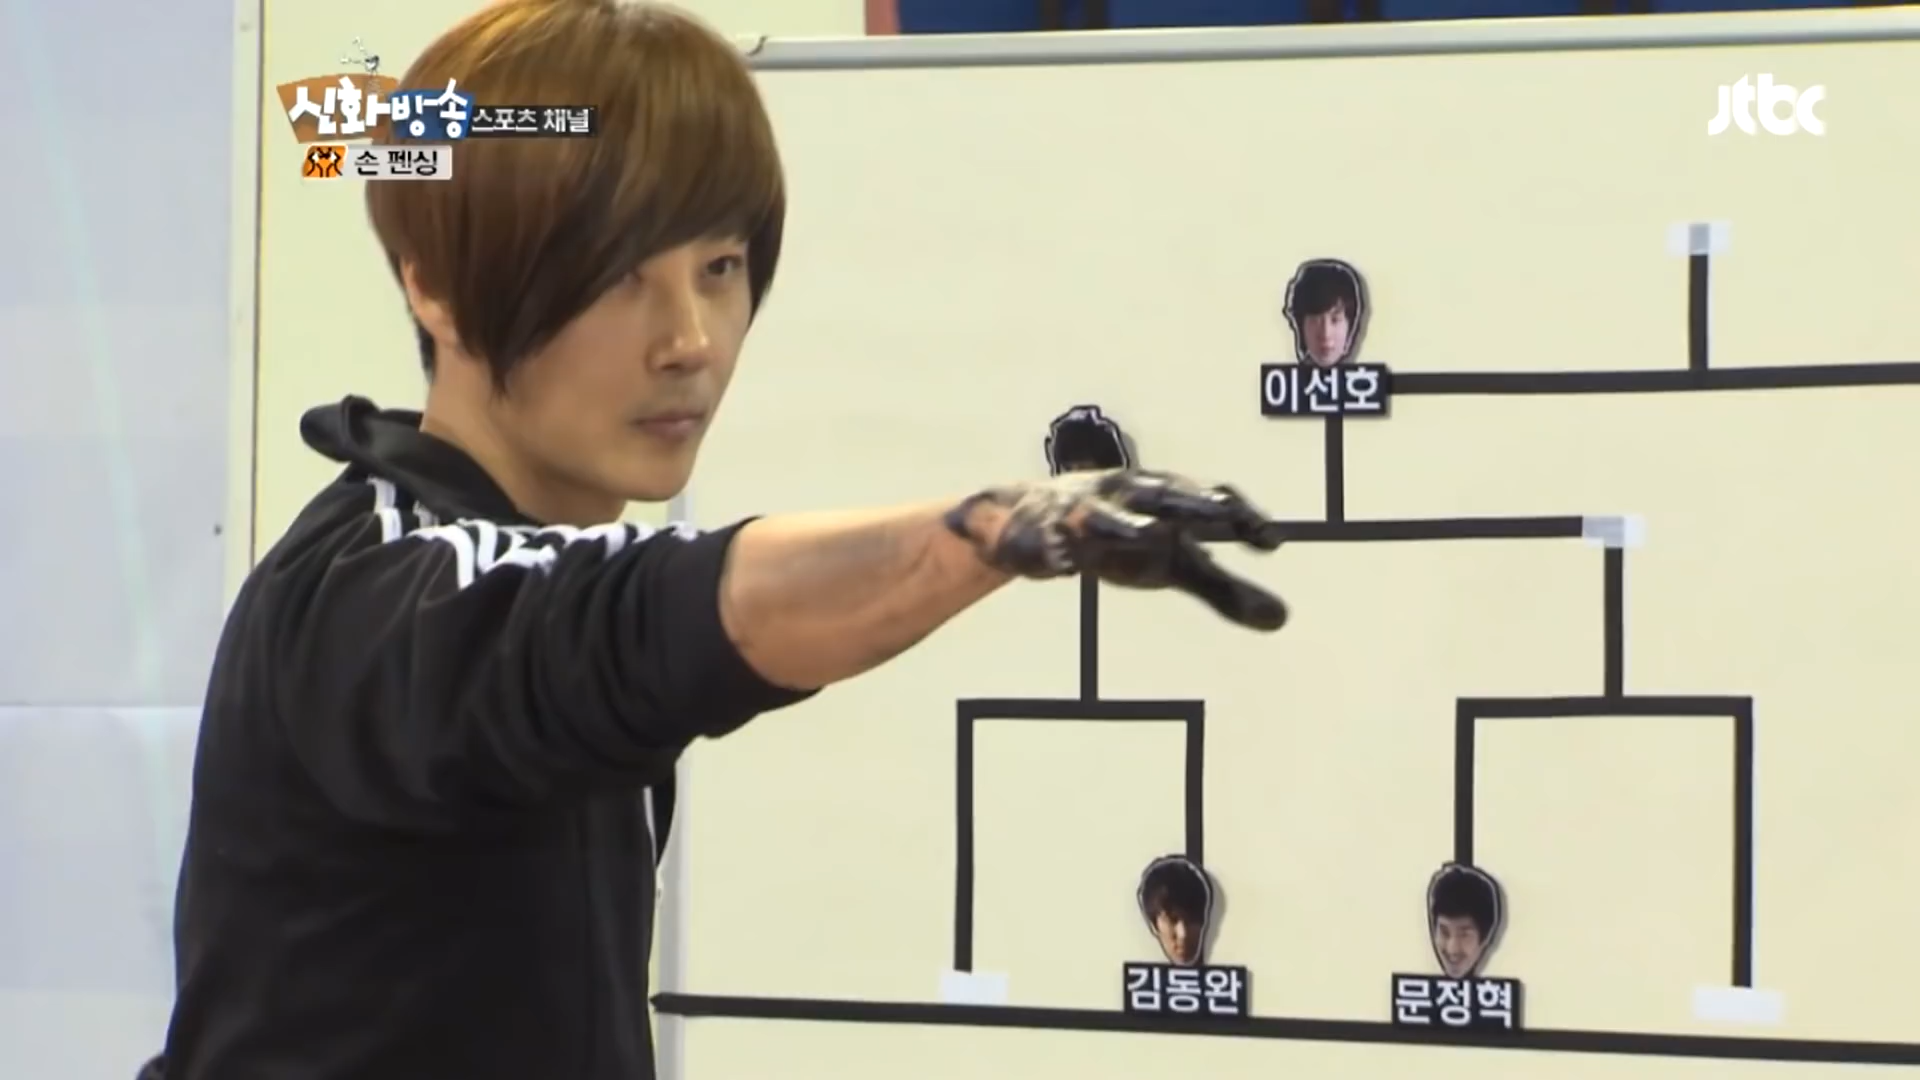 신화방송 스포츠 채널
jtbc
손 펜싱
이선호
김동완
문정혁